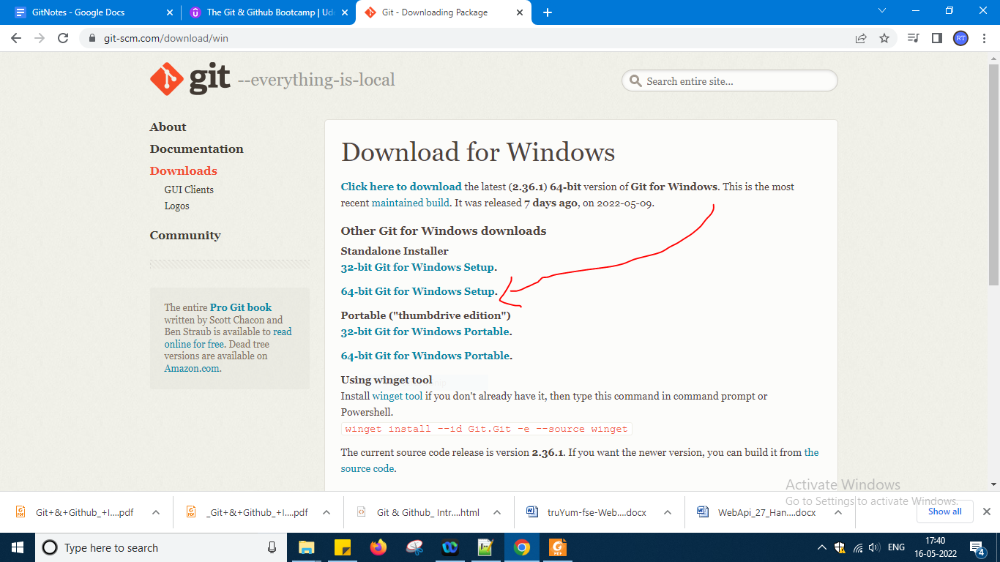 GitNotes - Google Docs
The Git & Github Bootcamp | Ud
Git - Downloading Package
git-scm.com/download/win
RT
git --everything-is-local
Search entire site...
About
Documentation
Downloads
GUI Clients
Logos
Community
The entire Pro Git book
written by Scott Chacon and
Ben Straub is available to read
online for free. Dead tree
versions are available on
Amazon.com.
Download for Windows
Click here to download the latest (2.36.1) 64-bit version of Git for Windows. This is the most
recent maintained build. It was released 7 days ago, on 2022-05-09.
Other Git for Windows downloads
Standalone Installer
32-bit Git for Windows Setup.
64-bit Git for Windows Setup.
Portable ("thumbdrive edition")
32-bit Git for Windows Portable.
64-bit Git for Windows Portable.
Using winget tool
Install winget tool if you don't already have it, then type this command in command prompt or
Powershell.
winget install --id Git.Git -e --source winget
The current source code release is version 2.36.1. If you want the newer version, you can build it from the
source code.
Activate Windows
Go to Settings to activate Windows.
Git+&+Github_+I....pdf
_Git+&+Github_+I....pdf
Git & Github_ Intr....html
truYum-fse-Web....docx
WebApi_27_Han....docx
Show all
Type here to search
ENG
17:40
16-05-2022
4